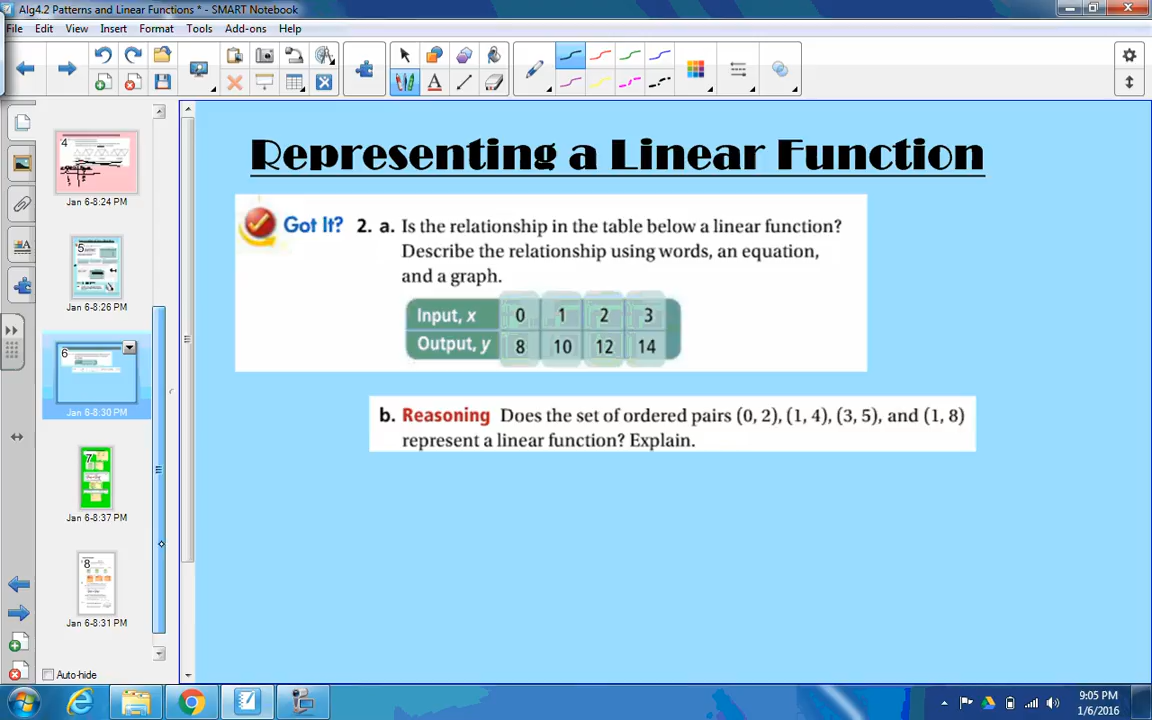 Alg4.2 Patterns and Linear Functions * - SMART Notebook
File Edit View Insert Format Tools Add-ons Help
Representing a Linear Function
Got It? 2. a. Is the relationship in the table below a linear function?
Describe the relationship using words, an equation,
and a graph.
Input, x 0 1 2 3
Output, y 8 10 12 14
b. Reasoning Does the set of ordered pairs (0, 2), (1, 4), (3, 5), and (1, 8)
represent a linear function? Explain.
4
Jan 6-8:24 PM
5
Jan 6-8:26 PM
6
Jan 6-8:30 PM
7
Jan 6-8:37 PM
8
Jan 6-8:31 PM
Auto-hide
9:05 PM
1/6/2016